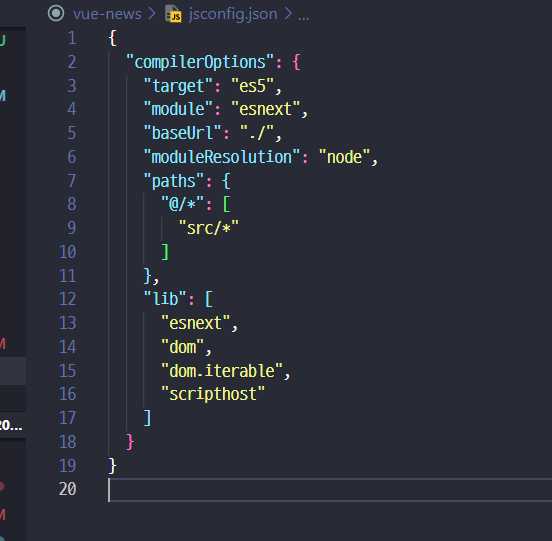 U
M
M
20...
M
vue-news > jsconfig.json > ...
1 {
2 "compilerOptions": {
3 "target": "es5",
4 "module": "esnext",
5 "baseUrl": "./",
6 "moduleResolution": "node",
7 "paths": {
8 "@/*": [
9 "src/*"
10 ]
11 },
12 "lib": [
13 "esnext",
14 "dom",
15 "dom.iterable",
16 "scripthost"
17 ]
18 }
19 }
20